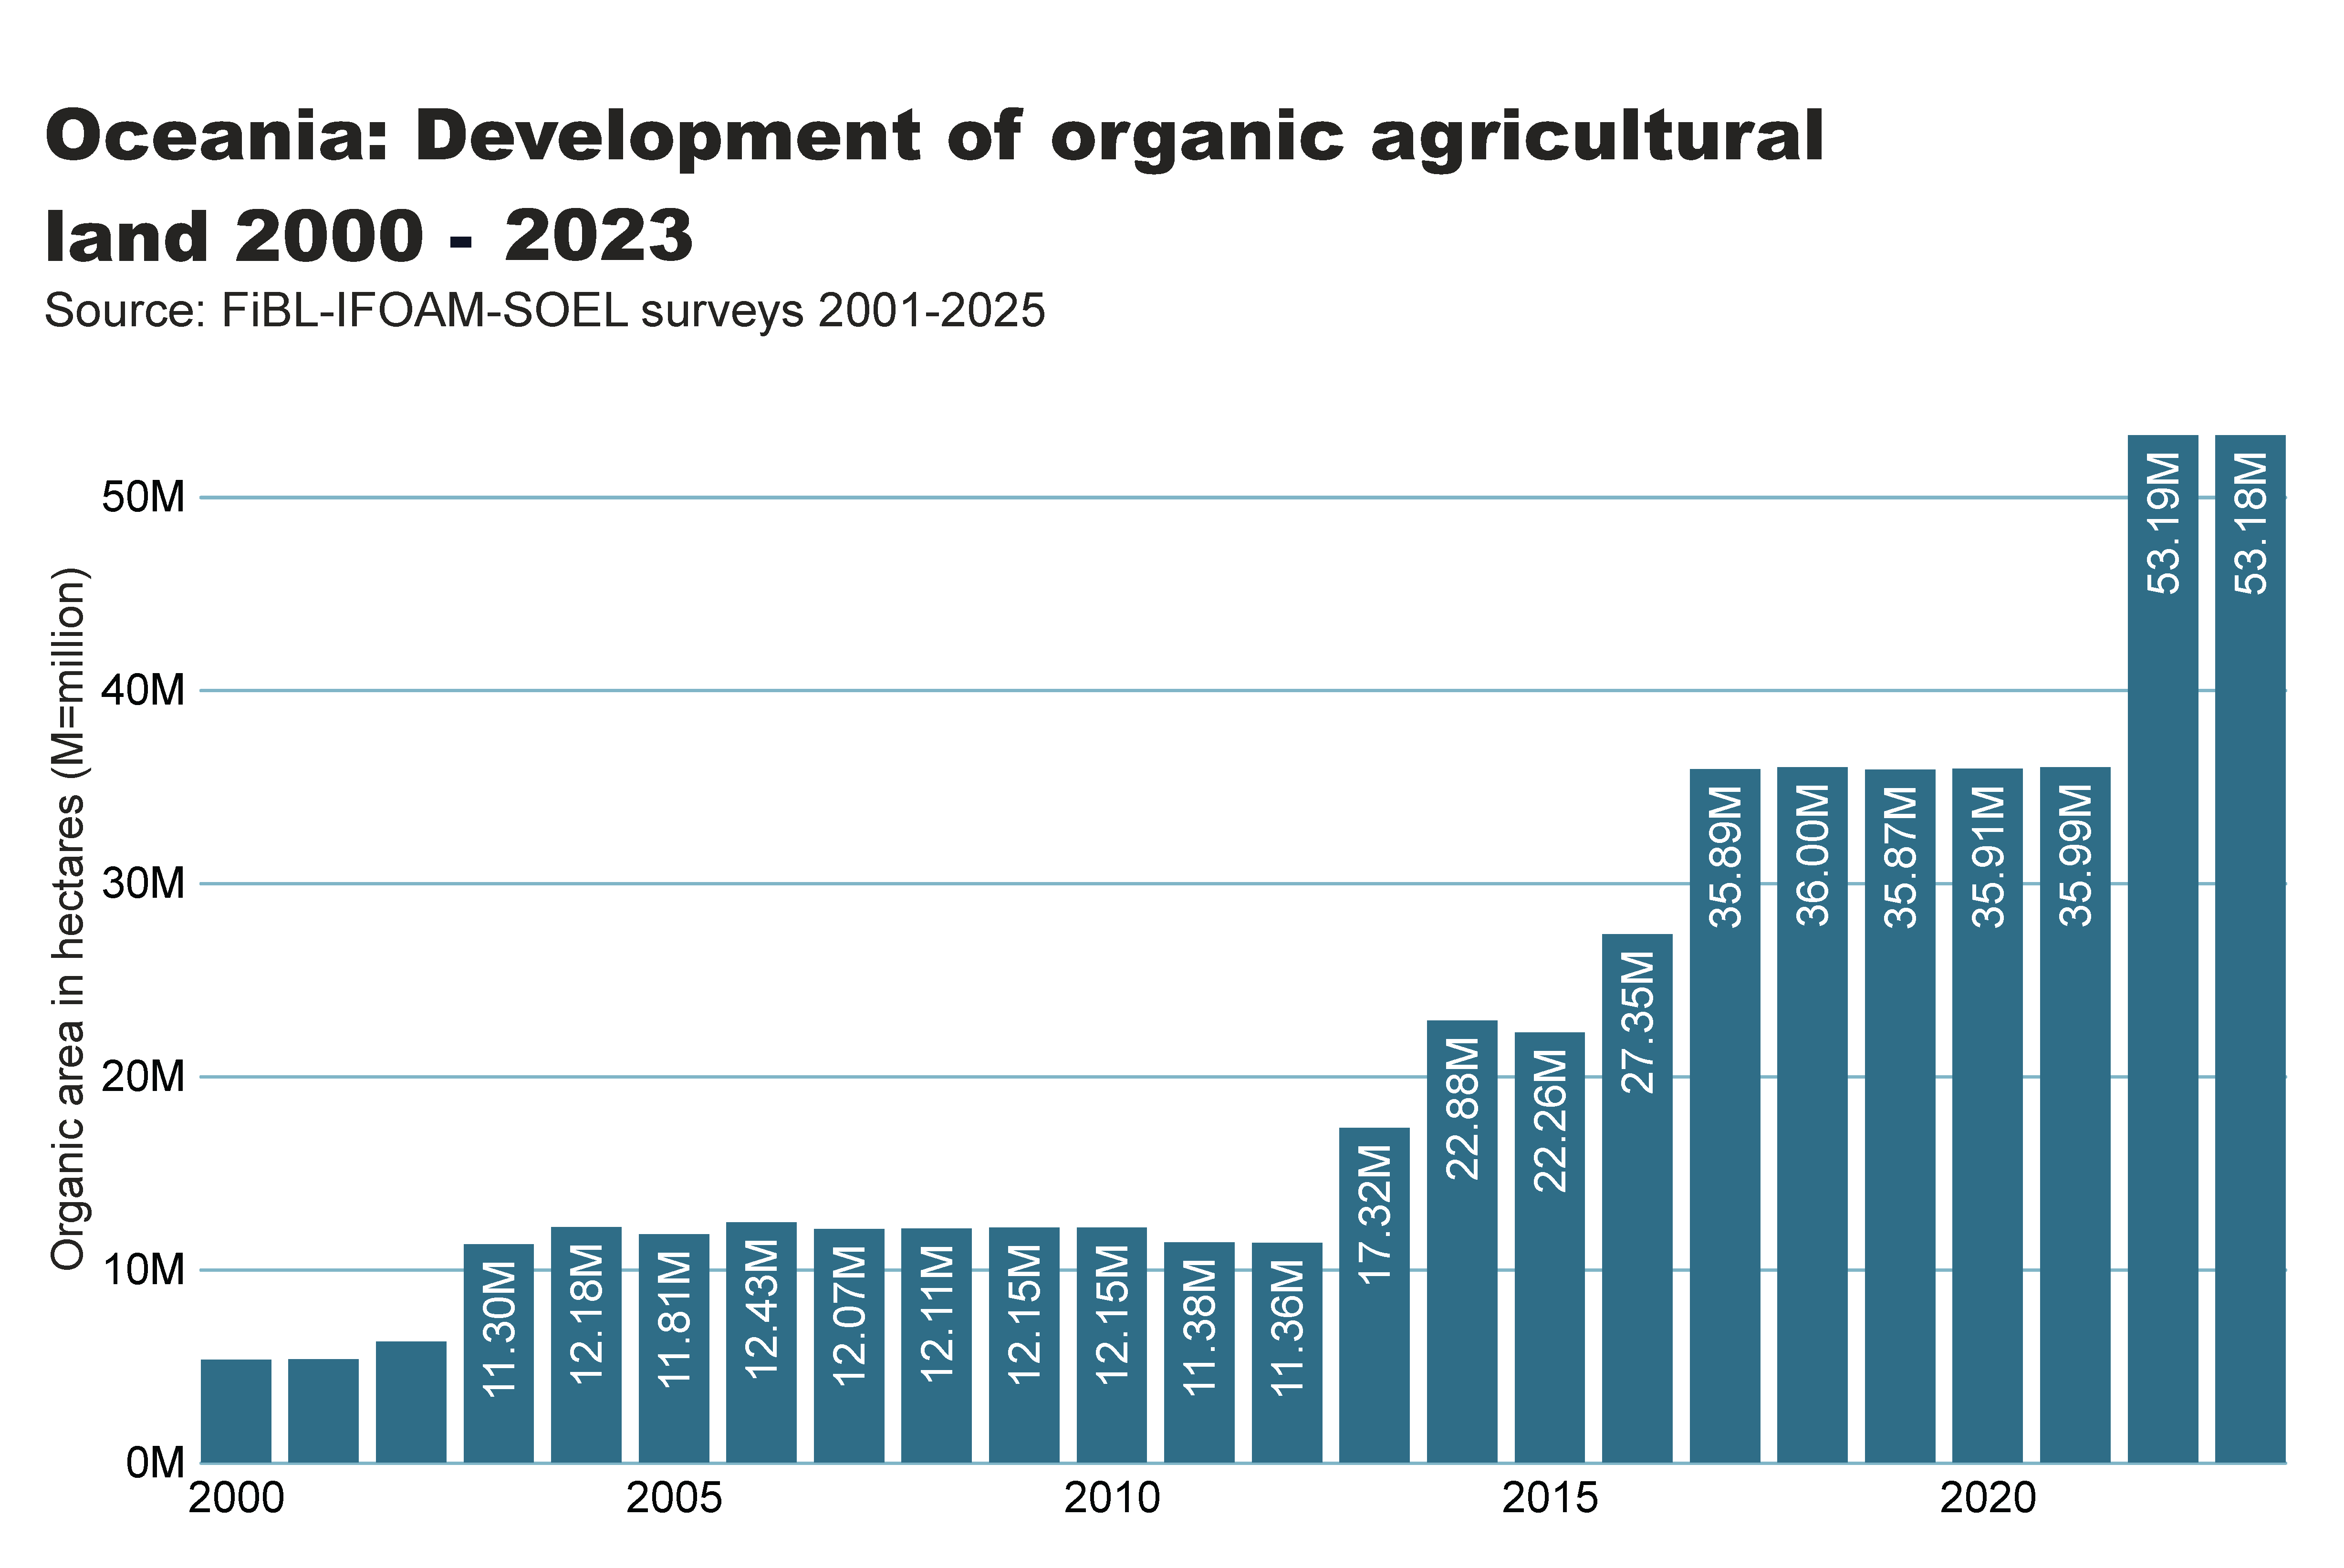 Oceania: Development of organic agricultural
land 2000 - 2023
Source: FiBL-IFOAM-SOEL surveys 2001-2025
Organic area in hectares (M=million)
50M
40M
30M
20M
10M
0M
11.30M
12.18M
11.81M
12.43M
12.07M
12.11M
12.15M
12.15M
11.38M
11.36M
17.32M
22.88M
22.26M
27.35M
35.89M
36.00M
35.87M
35.91M
35.99M
53.19M
53.18M
2000
2005
2010
2015
2020